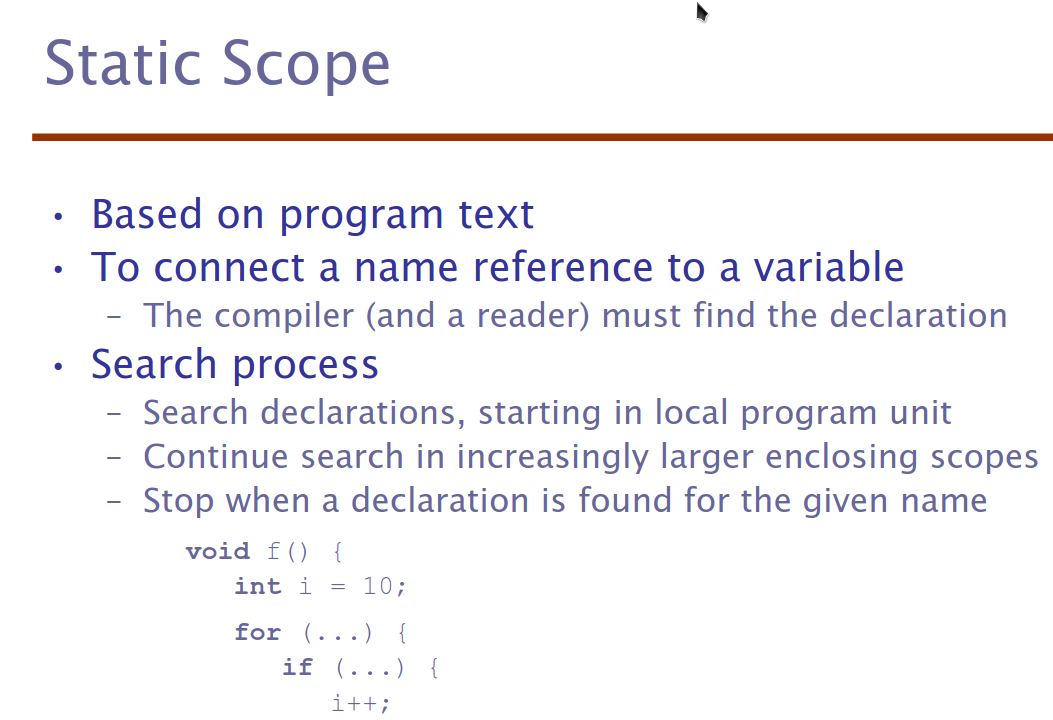 Static Scope
• Based on program text
• To connect a name reference to a variable
– The compiler (and a reader) must find the declaration
• Search process
– Search declarations, starting in local program unit
– Continue search in increasingly larger enclosing scopes
– Stop when a declaration is found for the given name
void f() {
int i = 10;
for (...) {
if (...) {
i++;